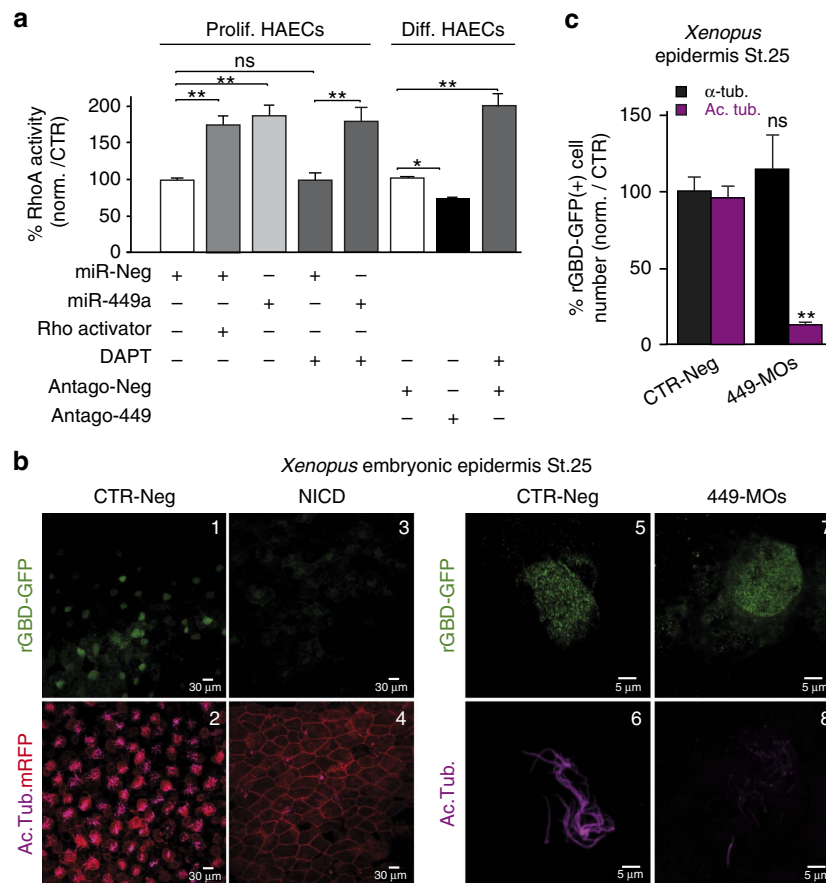 a
Prolif. HAECs
Diff. HAECs
ns
**
**
**
**
*
% RhoA activity
(norm. /CTR)
200
150
100
50
0
miR-Neg + + – + –
miR-449a – – + – +
Rho activator – + – – –
DAPT – – – + + – – +
Antago-Neg + – +
Antago-449 – + –
c
Xenopus
epidermis St.25
α-tub.
Ac. tub.
ns
**
% rGBD-GFP(+) cell
number (norm. / CTR)
150
100
50
0
CTR-Neg
449-MOs
b
Xenopus embryonic epidermis St.25
CTR-Neg
NICD
CTR-Neg
449-MOs
rGBD-GFP
1
30 µm
3
30 µm
rGBD-GFP
5
5 µm
7
5 µm
Ac.Tub.mRFP
2
30 µm
4
30 µm
Ac.Tub.
6
5 µm
8
5 µm